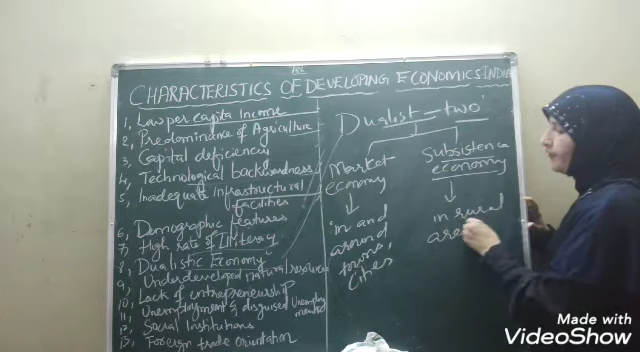 CHARACTERISTICS OF DEVELOPING ECONOMICS INDIA
1, Low per capita Income
2, Predominance of Agriculture
3, Capital deficiency
4, Technological backwardness
5, Inadequate infrastructural
facilities
6, Demographic features
7, High rate of Illiteracy
8, Dualistic Economy
9, Underdeveloped natural resources
10, Lack of entrepreneurship
11, Unemployment & disguised Unemployment
12, Social Institutions
13, Foreign trade Orientation
Dualist - two
Market
economy
in and
around
towns,
Cities
Subsistence
economy
in rural
are
Made with
VideoShow